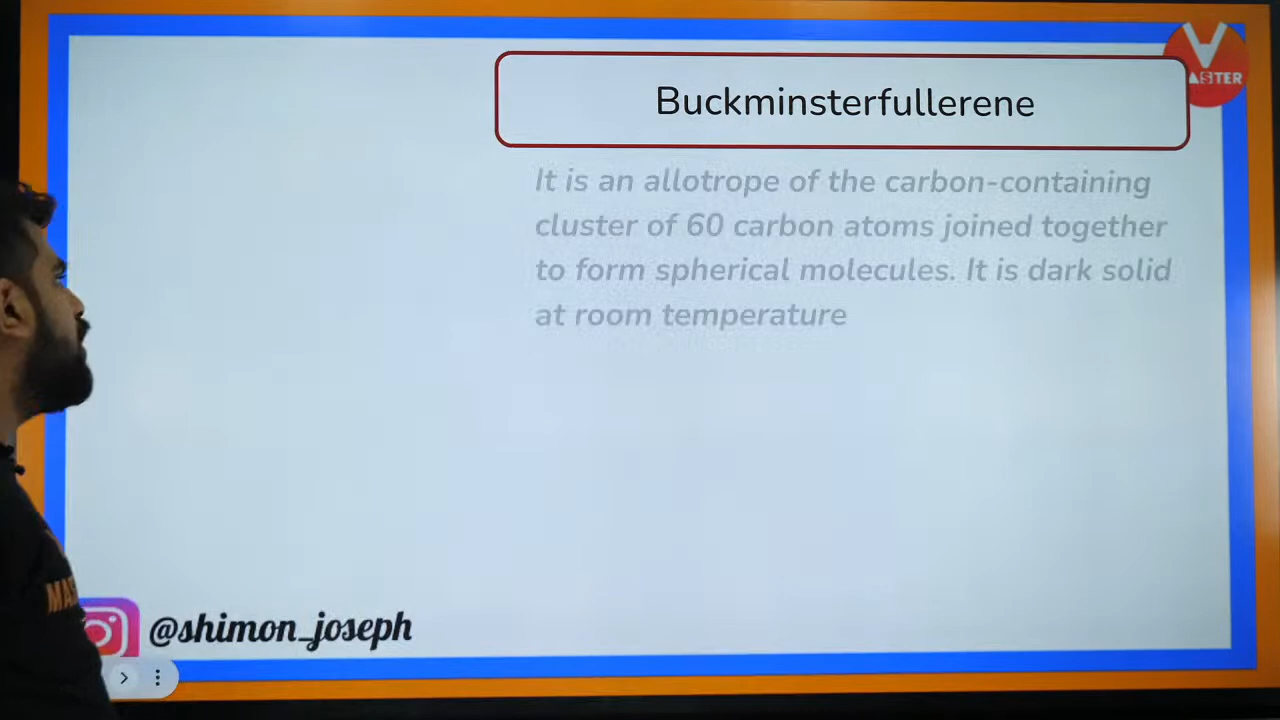 Buckminsterfullerene
It is an allotrope of the carbon-containing
cluster of 60 carbon atoms joined together
to form spherical molecules. It is dark solid
at room temperature
@shimon_joseph